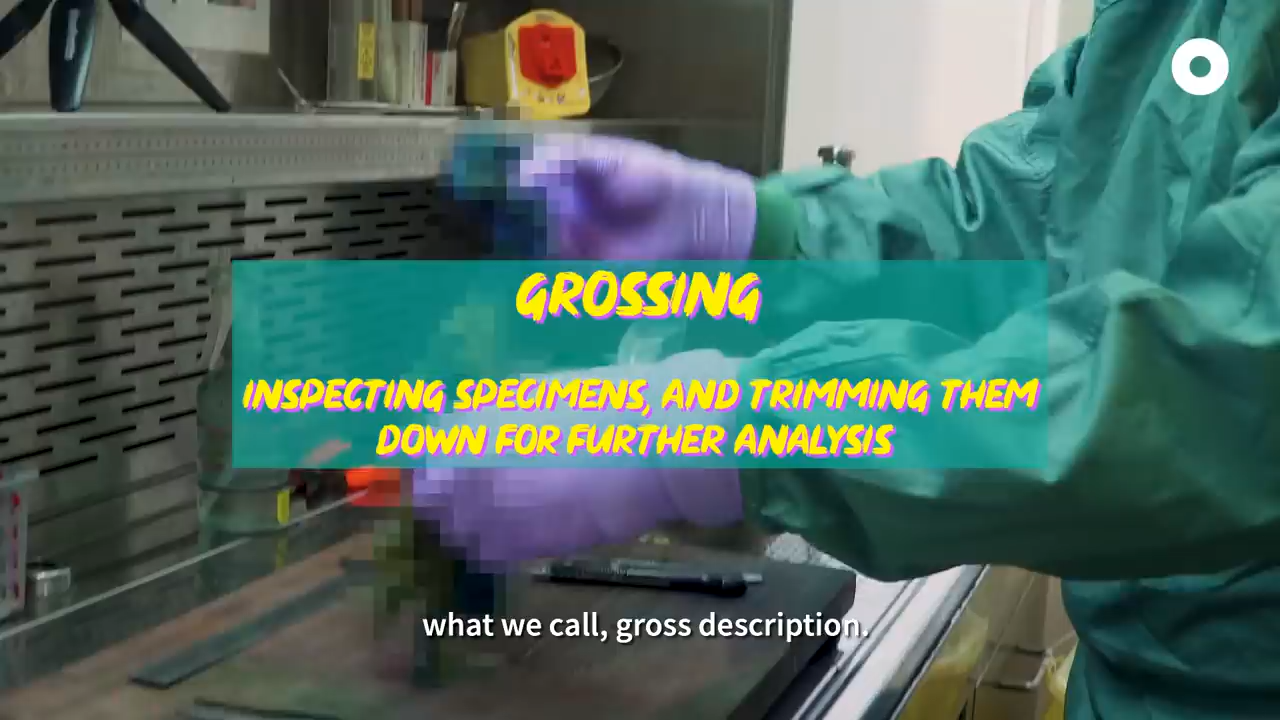 GROSSING
INSPECTING SPECIMENS, AND TRIMMING THEM
DOWN FOR FURTHER ANALYSIS
what we call, gross description.